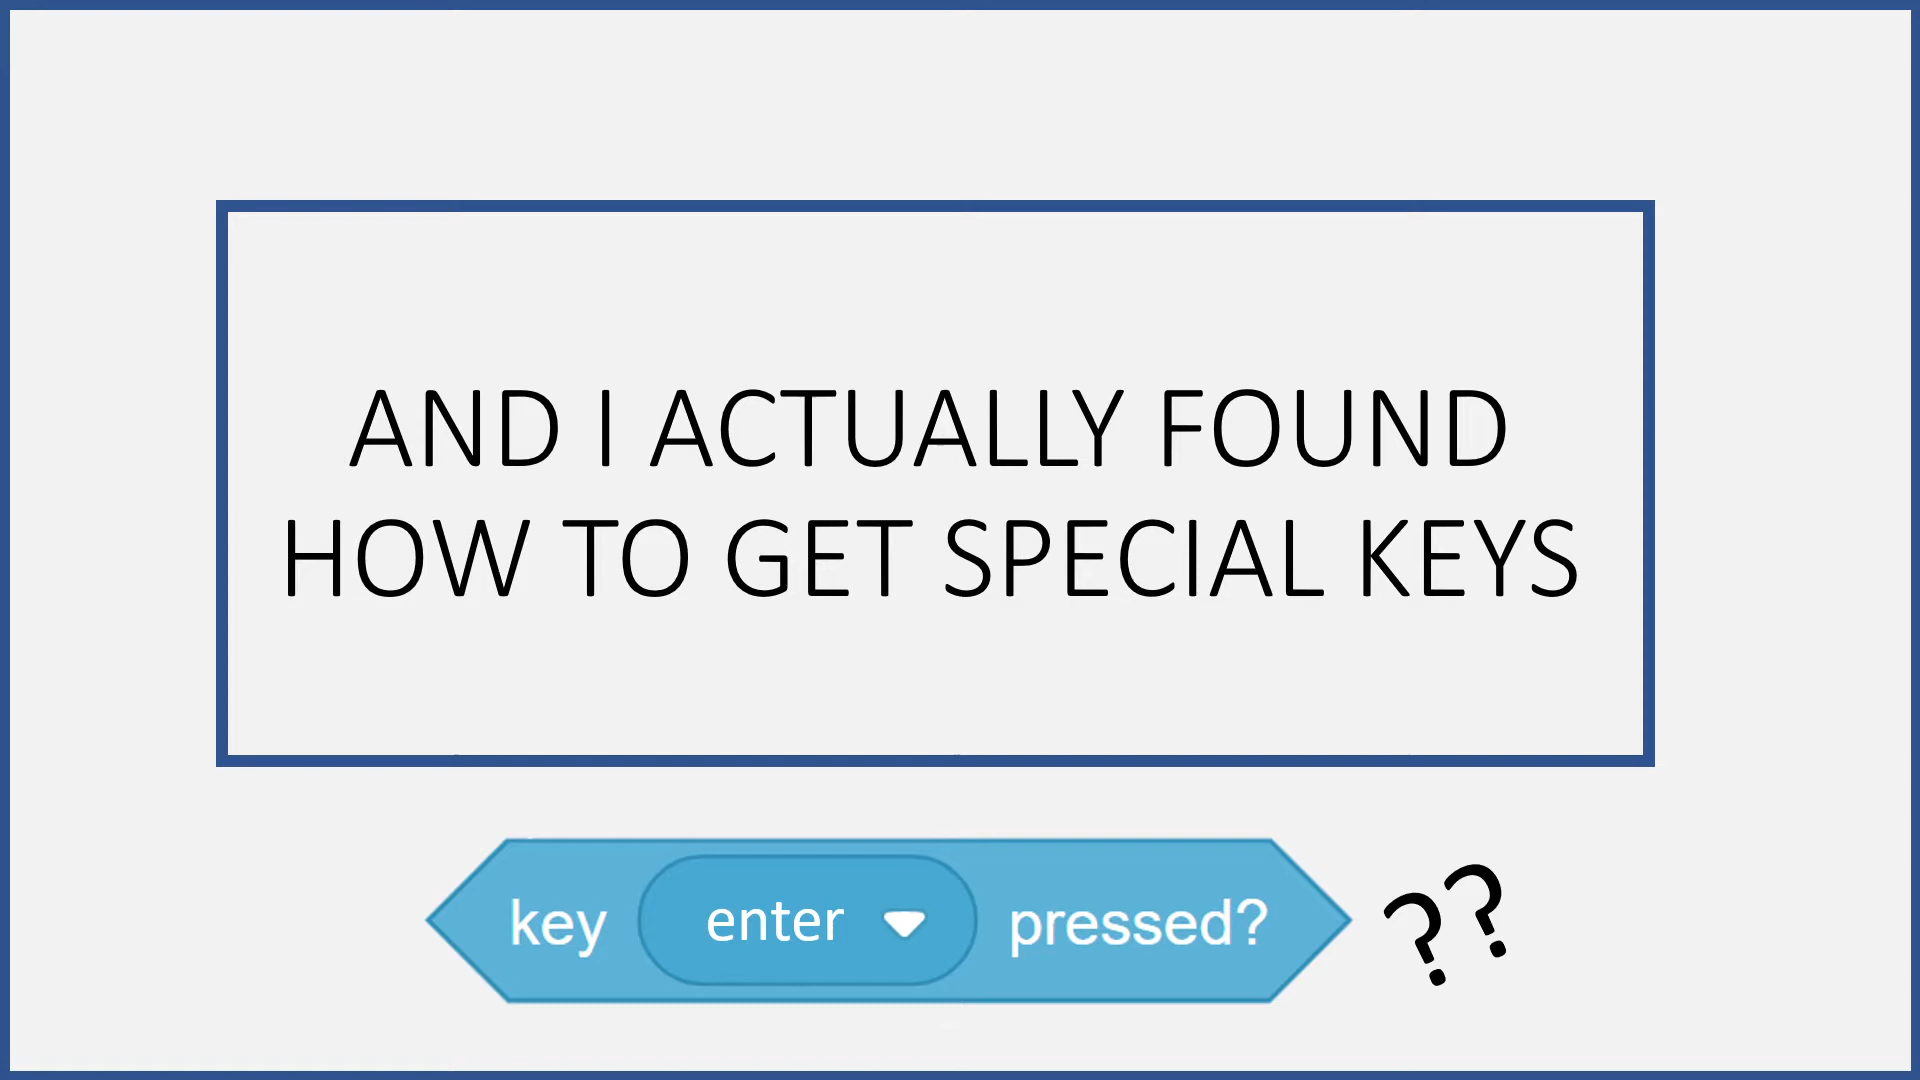 AND I ACTUALLY FOUND
HOW TO GET SPECIAL KEYS
key enter pressed? ??